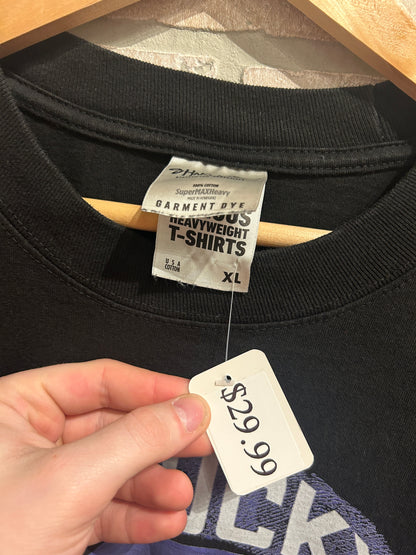 100% COTTON
SuperMAXHeavy
GARMENT DYE
HEAVYWEIGHT
T-SHIRTS
USA
COTTON
XL
$29.99